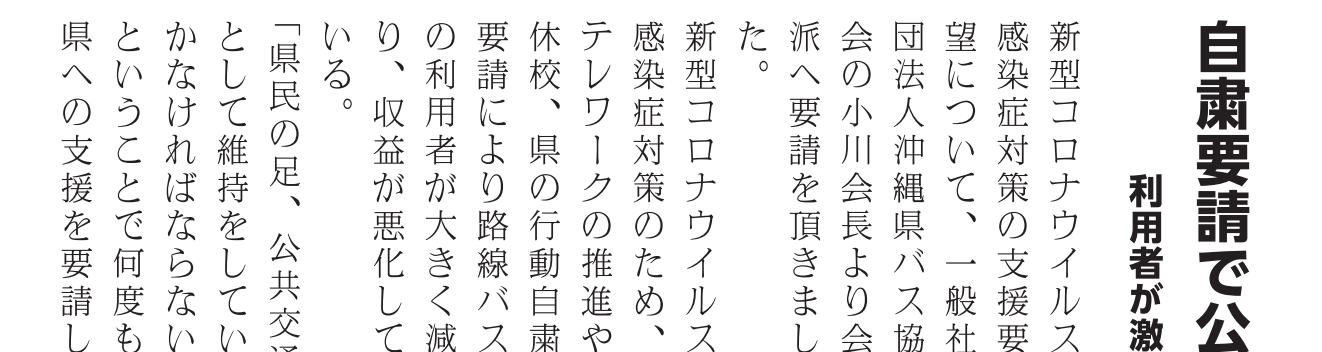 自粛要請で公
利用者が激
新型コロナウイルス
感染症対策の支援要
望について、一般社
団法人沖縄県バス協
会の小川会長より会
派へ要請を頂きまし
た。
新型コロナウイルス
感染症対策のため、
テレワークの推進や
休校、県の行動自粛
要請により路線バス
の利用者が大きく減
り、収益が悪化して
いる。
「県民の足、公共交
として維持をしてい
かなければならない
ということで何度も
県への支援を要請し